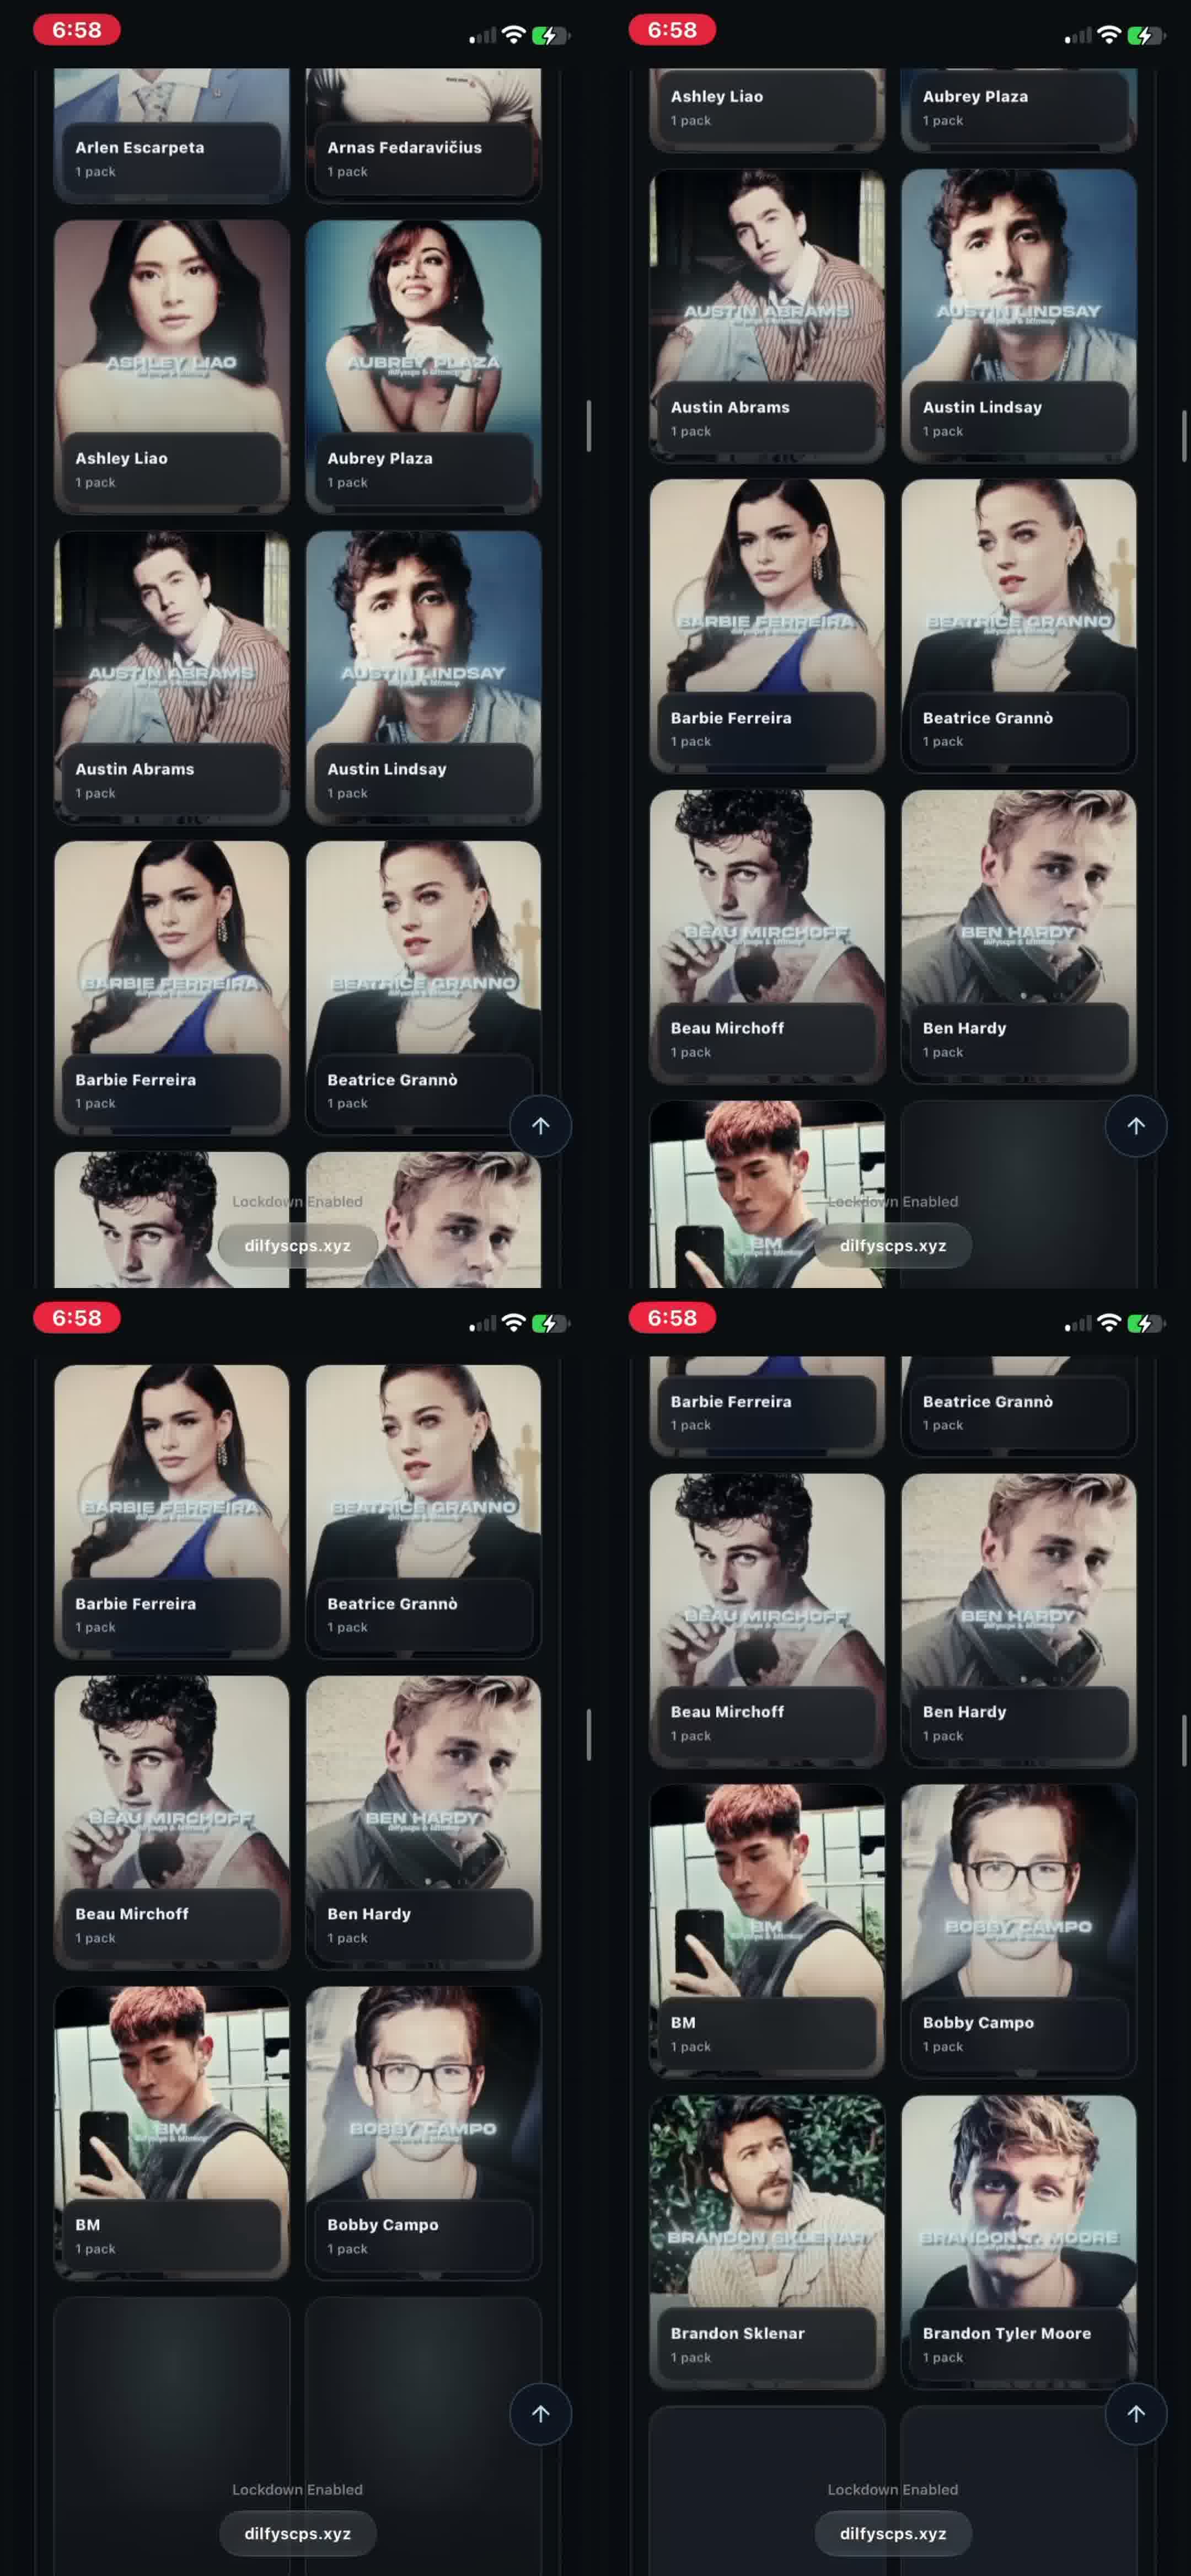 6:58
Arlen Escarpeta
1 pack
Arnas Fedaravičius
1 pack
ASHLEY LIAO
Ashley Liao
1 pack
AUBREY PLAZA
Aubrey Plaza
1 pack
AUSTIN ABRAMS
Austin Abrams
1 pack
AUSTIN LINDSAY
Austin Lindsay
1 pack
BARBIE FERREIRA
Barbie Ferreira
1 pack
BEATRICE GRANNO
Beatrice Grannò
1 pack
Lockdown Enabled
dilfyscps.xyz
6:58
Ashley Liao
1 pack
Aubrey Plaza
1 pack
AUSTIN ABRAMS
Austin Abrams
1 pack
AUSTIN LINDSAY
Austin Lindsay
1 pack
BARBIE FERREIRA
Barbie Ferreira
1 pack
BEATRICE GRANNO
Beatrice Grannò
1 pack
BEAU MIRCHOFF
Beau Mirchoff
1 pack
BEN HARDY
Ben Hardy
1 pack
BM
Lockdown Enabled
dilfyscps.xyz
6:58
BARBIE FERREIRA
Barbie Ferreira
1 pack
BEATRICE GRANNO
Beatrice Grannò
1 pack
BEAU MIRCHOFF
Beau Mirchoff
1 pack
BEN HARDY
Ben Hardy
1 pack
BM
BM
1 pack
BOBBY CAMPO
Bobby Campo
1 pack
Lockdown Enabled
dilfyscps.xyz
6:58
Barbie Ferreira
1 pack
Beatrice Grannò
1 pack
BEAU MIRCHOFF
Beau Mirchoff
1 pack
BEN HARDY
Ben Hardy
1 pack
BM
BM
1 pack
BOBBY CAMPO
Bobby Campo
1 pack
BRANDON SKLENAR
Brandon Sklenar
1 pack
BRANDON T. MOORE
Brandon Tyler Moore
1 pack
Lockdown Enabled
dilfyscps.xyz